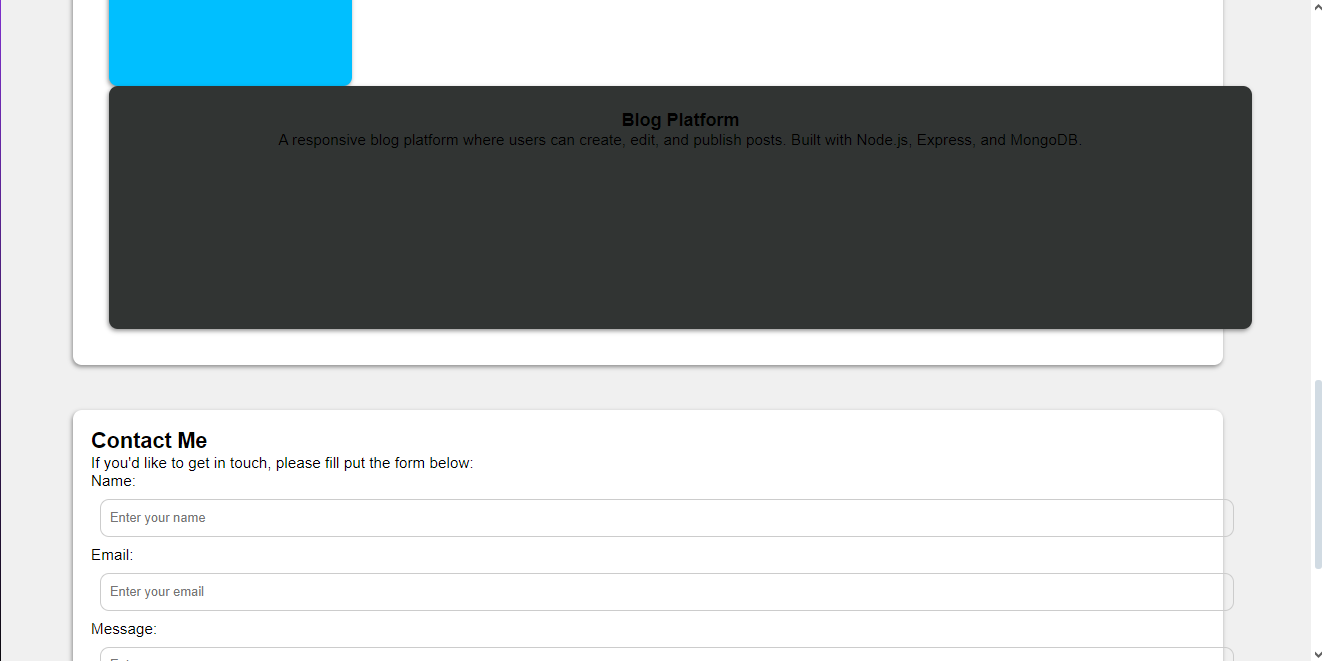 Blog Platform
A responsive blog platform where users can create, edit, and publish posts. Built with Node.js, Express, and MongoDB.
Contact Me
If you'd like to get in touch, please fill put the form below:
Name:
Enter your name
Email:
Enter your email
Message: